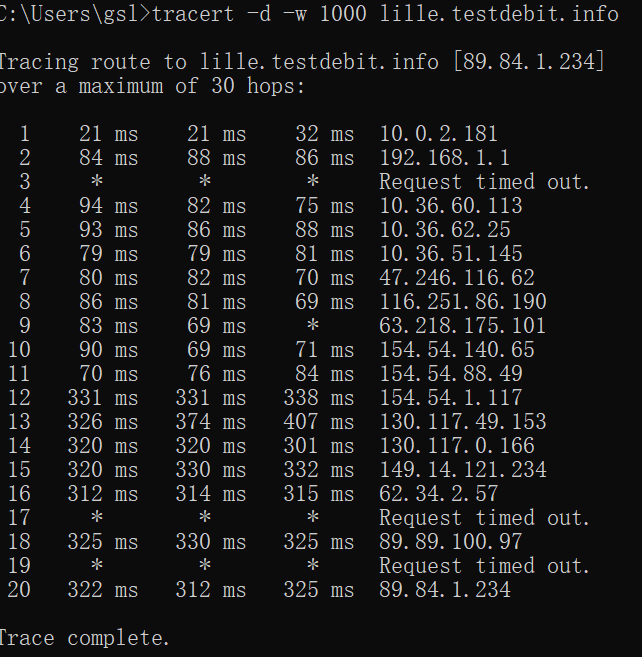 C:\Users\gsl>tracert -d -w 1000 lille.testdebit.info
Tracing route to lille.testdebit.info [89.84.1.234]
over a maximum of 30 hops:
1 21 ms 21 ms 32 ms 10.0.2.181
2 84 ms 88 ms 86 ms 192.168.1.1
3 * * * Request timed out.
4 94 ms 82 ms 75 ms 10.36.60.113
5 93 ms 86 ms 88 ms 10.36.62.25
6 79 ms 79 ms 81 ms 10.36.51.145
7 80 ms 82 ms 70 ms 47.246.116.62
8 86 ms 81 ms 69 ms 116.251.86.190
9 83 ms 69 ms * 63.218.175.101
10 90 ms 69 ms 71 ms 154.54.140.65
11 70 ms 76 ms 84 ms 154.54.88.49
12 331 ms 331 ms 338 ms 154.54.1.117
13 326 ms 374 ms 407 ms 130.117.49.153
14 320 ms 320 ms 301 ms 130.117.0.166
15 320 ms 330 ms 332 ms 149.14.121.234
16 312 ms 314 ms 315 ms 62.34.2.57
17 * * * Request timed out.
18 325 ms 330 ms 325 ms 89.89.100.97
19 * * * Request timed out.
20 322 ms 312 ms 325 ms 89.84.1.234
Trace complete.